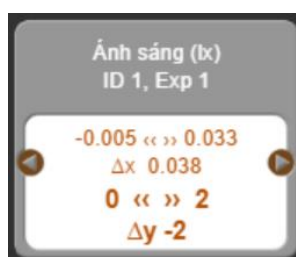 Ánh sáng (lx)
ID 1, Exp 1
-0.005 «« »» 0.033
Δx 0.038
0 «« »» 2
Δy -2